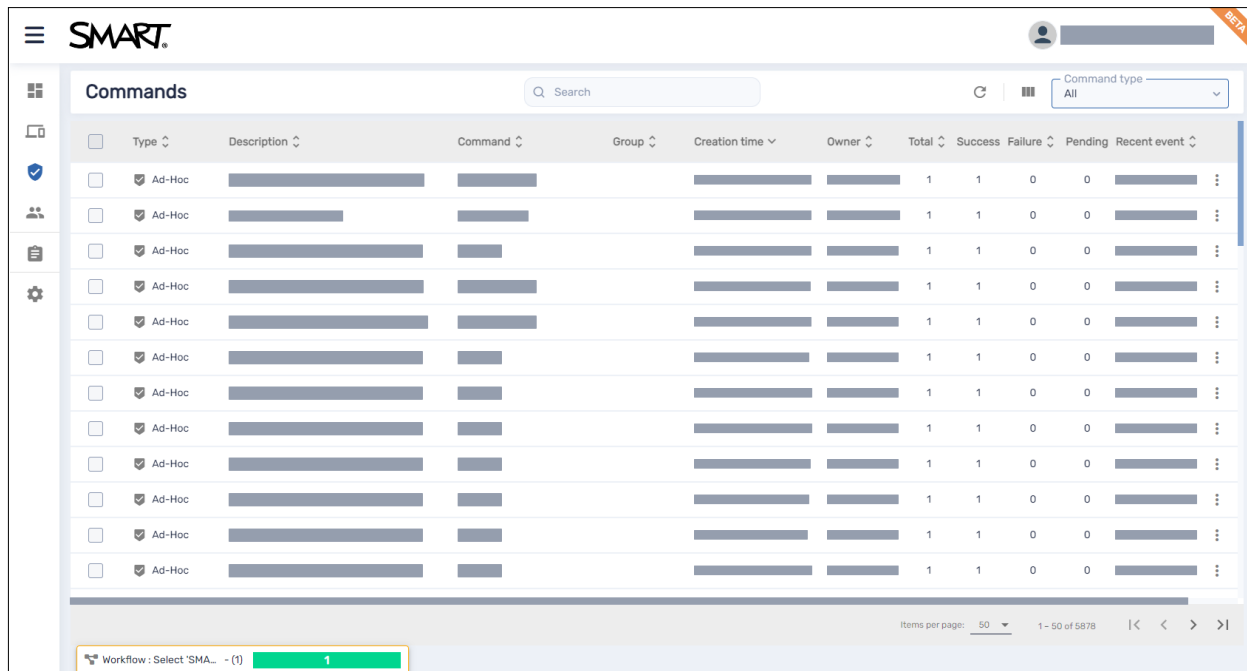 SMART
BETA
Commands
Search
Command type
All
Type Description Command Group Creation time Owner Total Success Failure Pending Recent event
Ad-Hoc 1 1 0 0
Ad-Hoc 1 1 0 0
Ad-Hoc 1 1 0 0
Ad-Hoc 1 1 0 0
Ad-Hoc 1 1 0 0
Ad-Hoc 1 1 0 0
Ad-Hoc 1 1 0 0
Ad-Hoc 1 1 0 0
Ad-Hoc 1 1 0 0
Ad-Hoc 1 1 0 0
Ad-Hoc 1 1 0 0
Ad-Hoc 1 1 0 0
Items per page: 50 1 – 50 of 5878
Workflow : Select 'SMA... - (1) 1